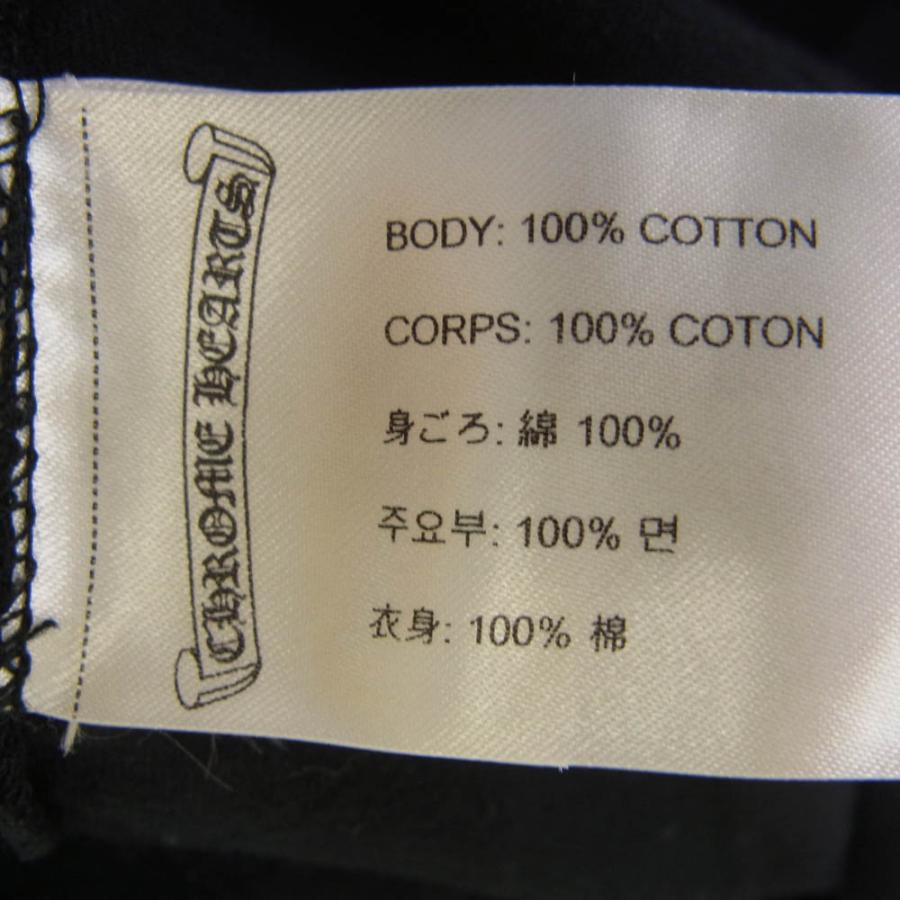 CHROME HEARTS
BODY: 100% COTTON
CORPS: 100% COTON
身ごろ: 綿 100%
주요부: 100% 면
衣身: 100% 棉